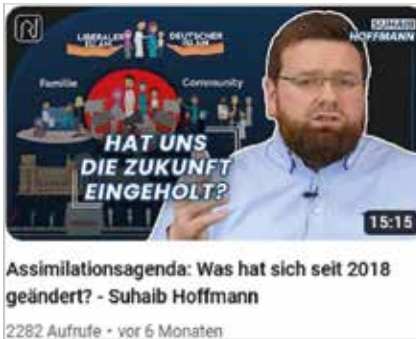 LIBERALER
ISLAM
DEUTSCHER
ISLAM
SUHAIB
HOFFMANN
Familie
Community
HAT UNS
DIE ZUKUNFT
EINGEHOLT?
15:15
Assimilationsagenda: Was hat sich seit 2018
geändert? - Suhaib Hoffmann
2282 Aufrufe • vor 6 Monaten